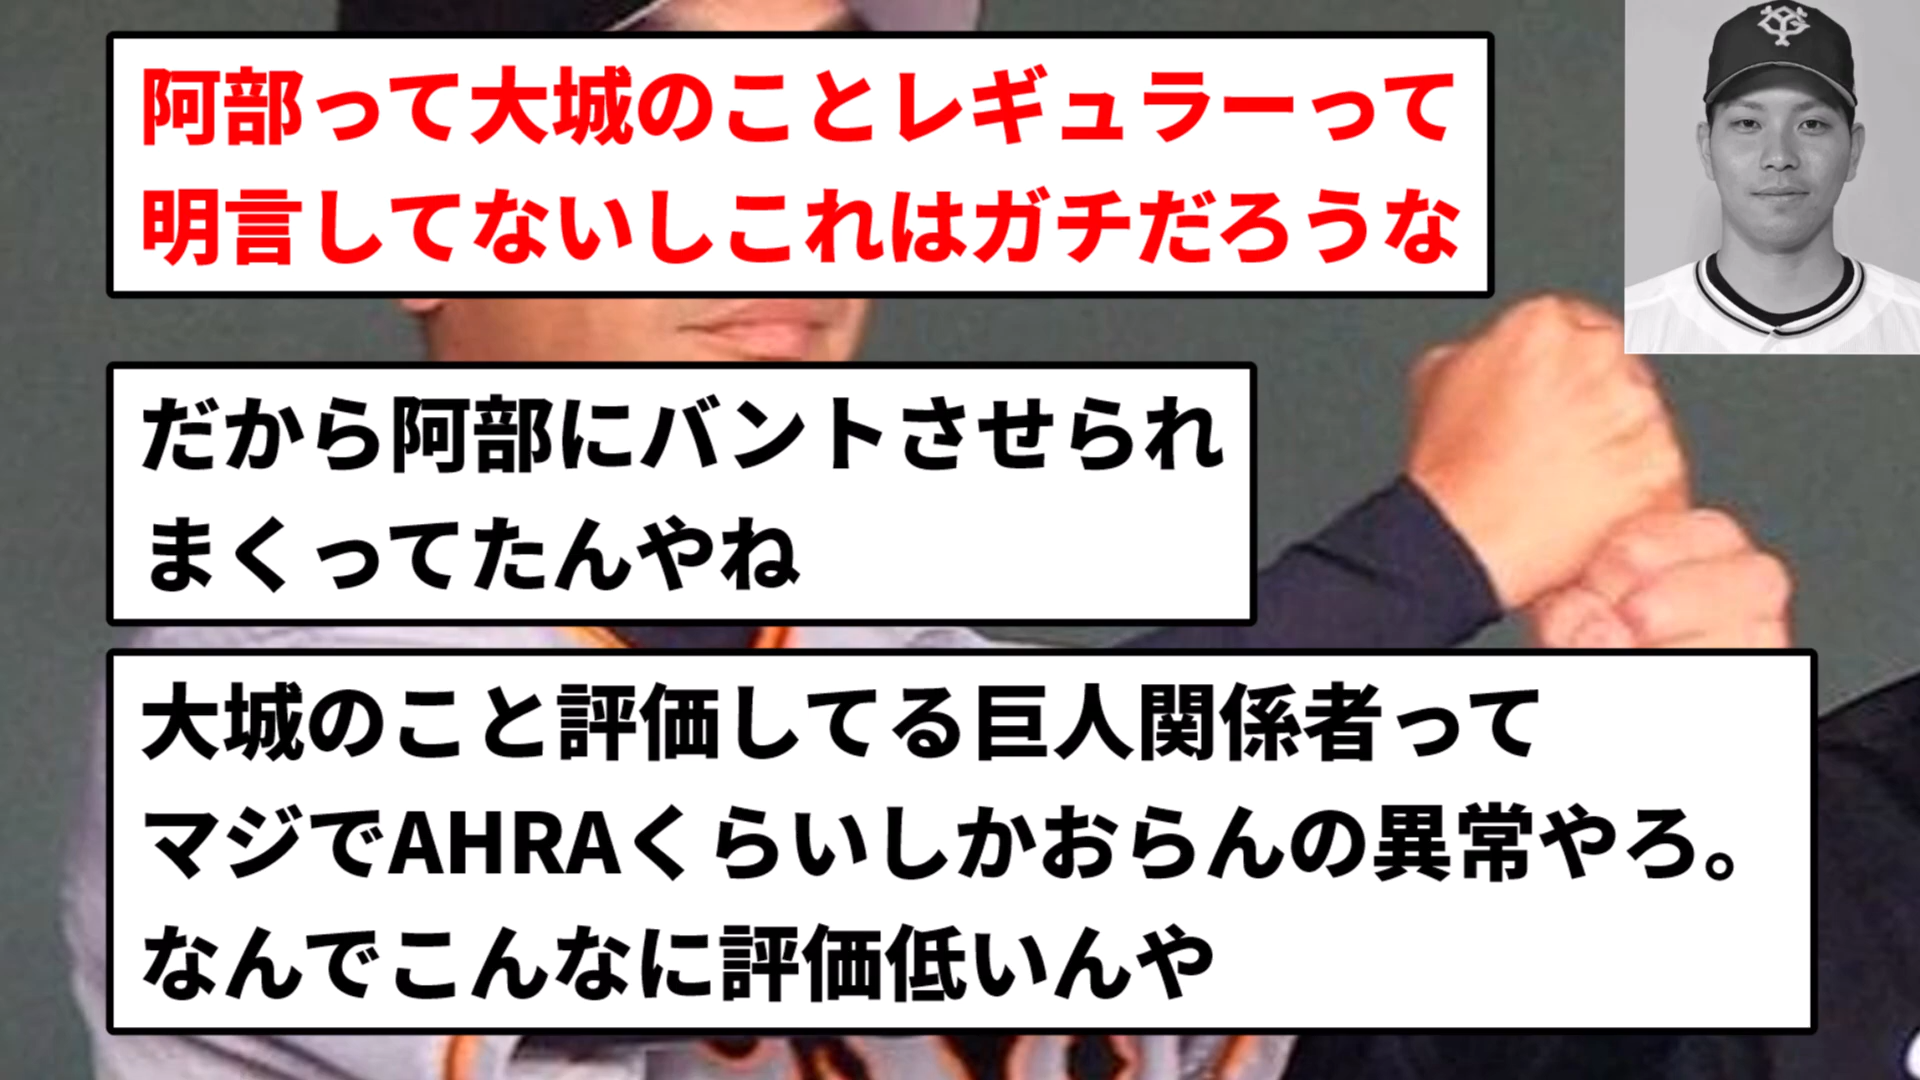 阿部って大城のことレギュラーって
明言してないしこれはガチだろうな
だから阿部にバントさせられ
まくってたんやね
大城のこと評価してる巨人関係者って
マジでAHRAくらいしかおらんの異常やろ。
なんでこんなに評価低いんや